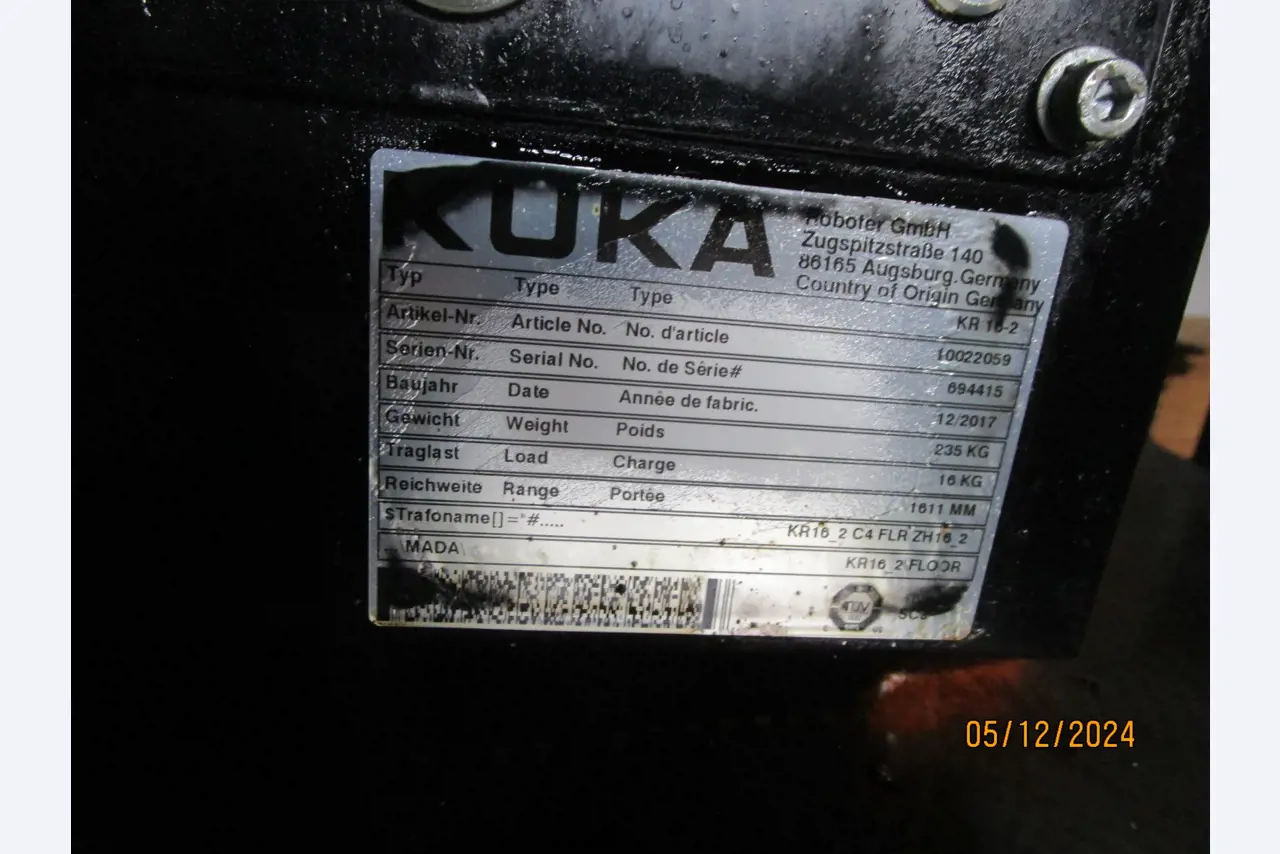 KUKA
Roboter GmbH
Zugspitzstraße 140
86165 Augsburg.Germany
Country of Origin Germany
Typ Type Type KR 16-2
Artikel-Nr. Article No. No. d'article 10022059
Serien-Nr. Serial No. No. de Série# 694415
Baujahr Date Année de fabric. 12/2017
Gewicht Weight Poids 235 KG
Traglast Load Charge 16 KG
Reichweite Range Portée 1611 MM
$Trafoname[]="#..... KR16_2 C4 FLR ZH16_2
\MADA\ KR16_2 FLOOR
TÜV
05/12/2024